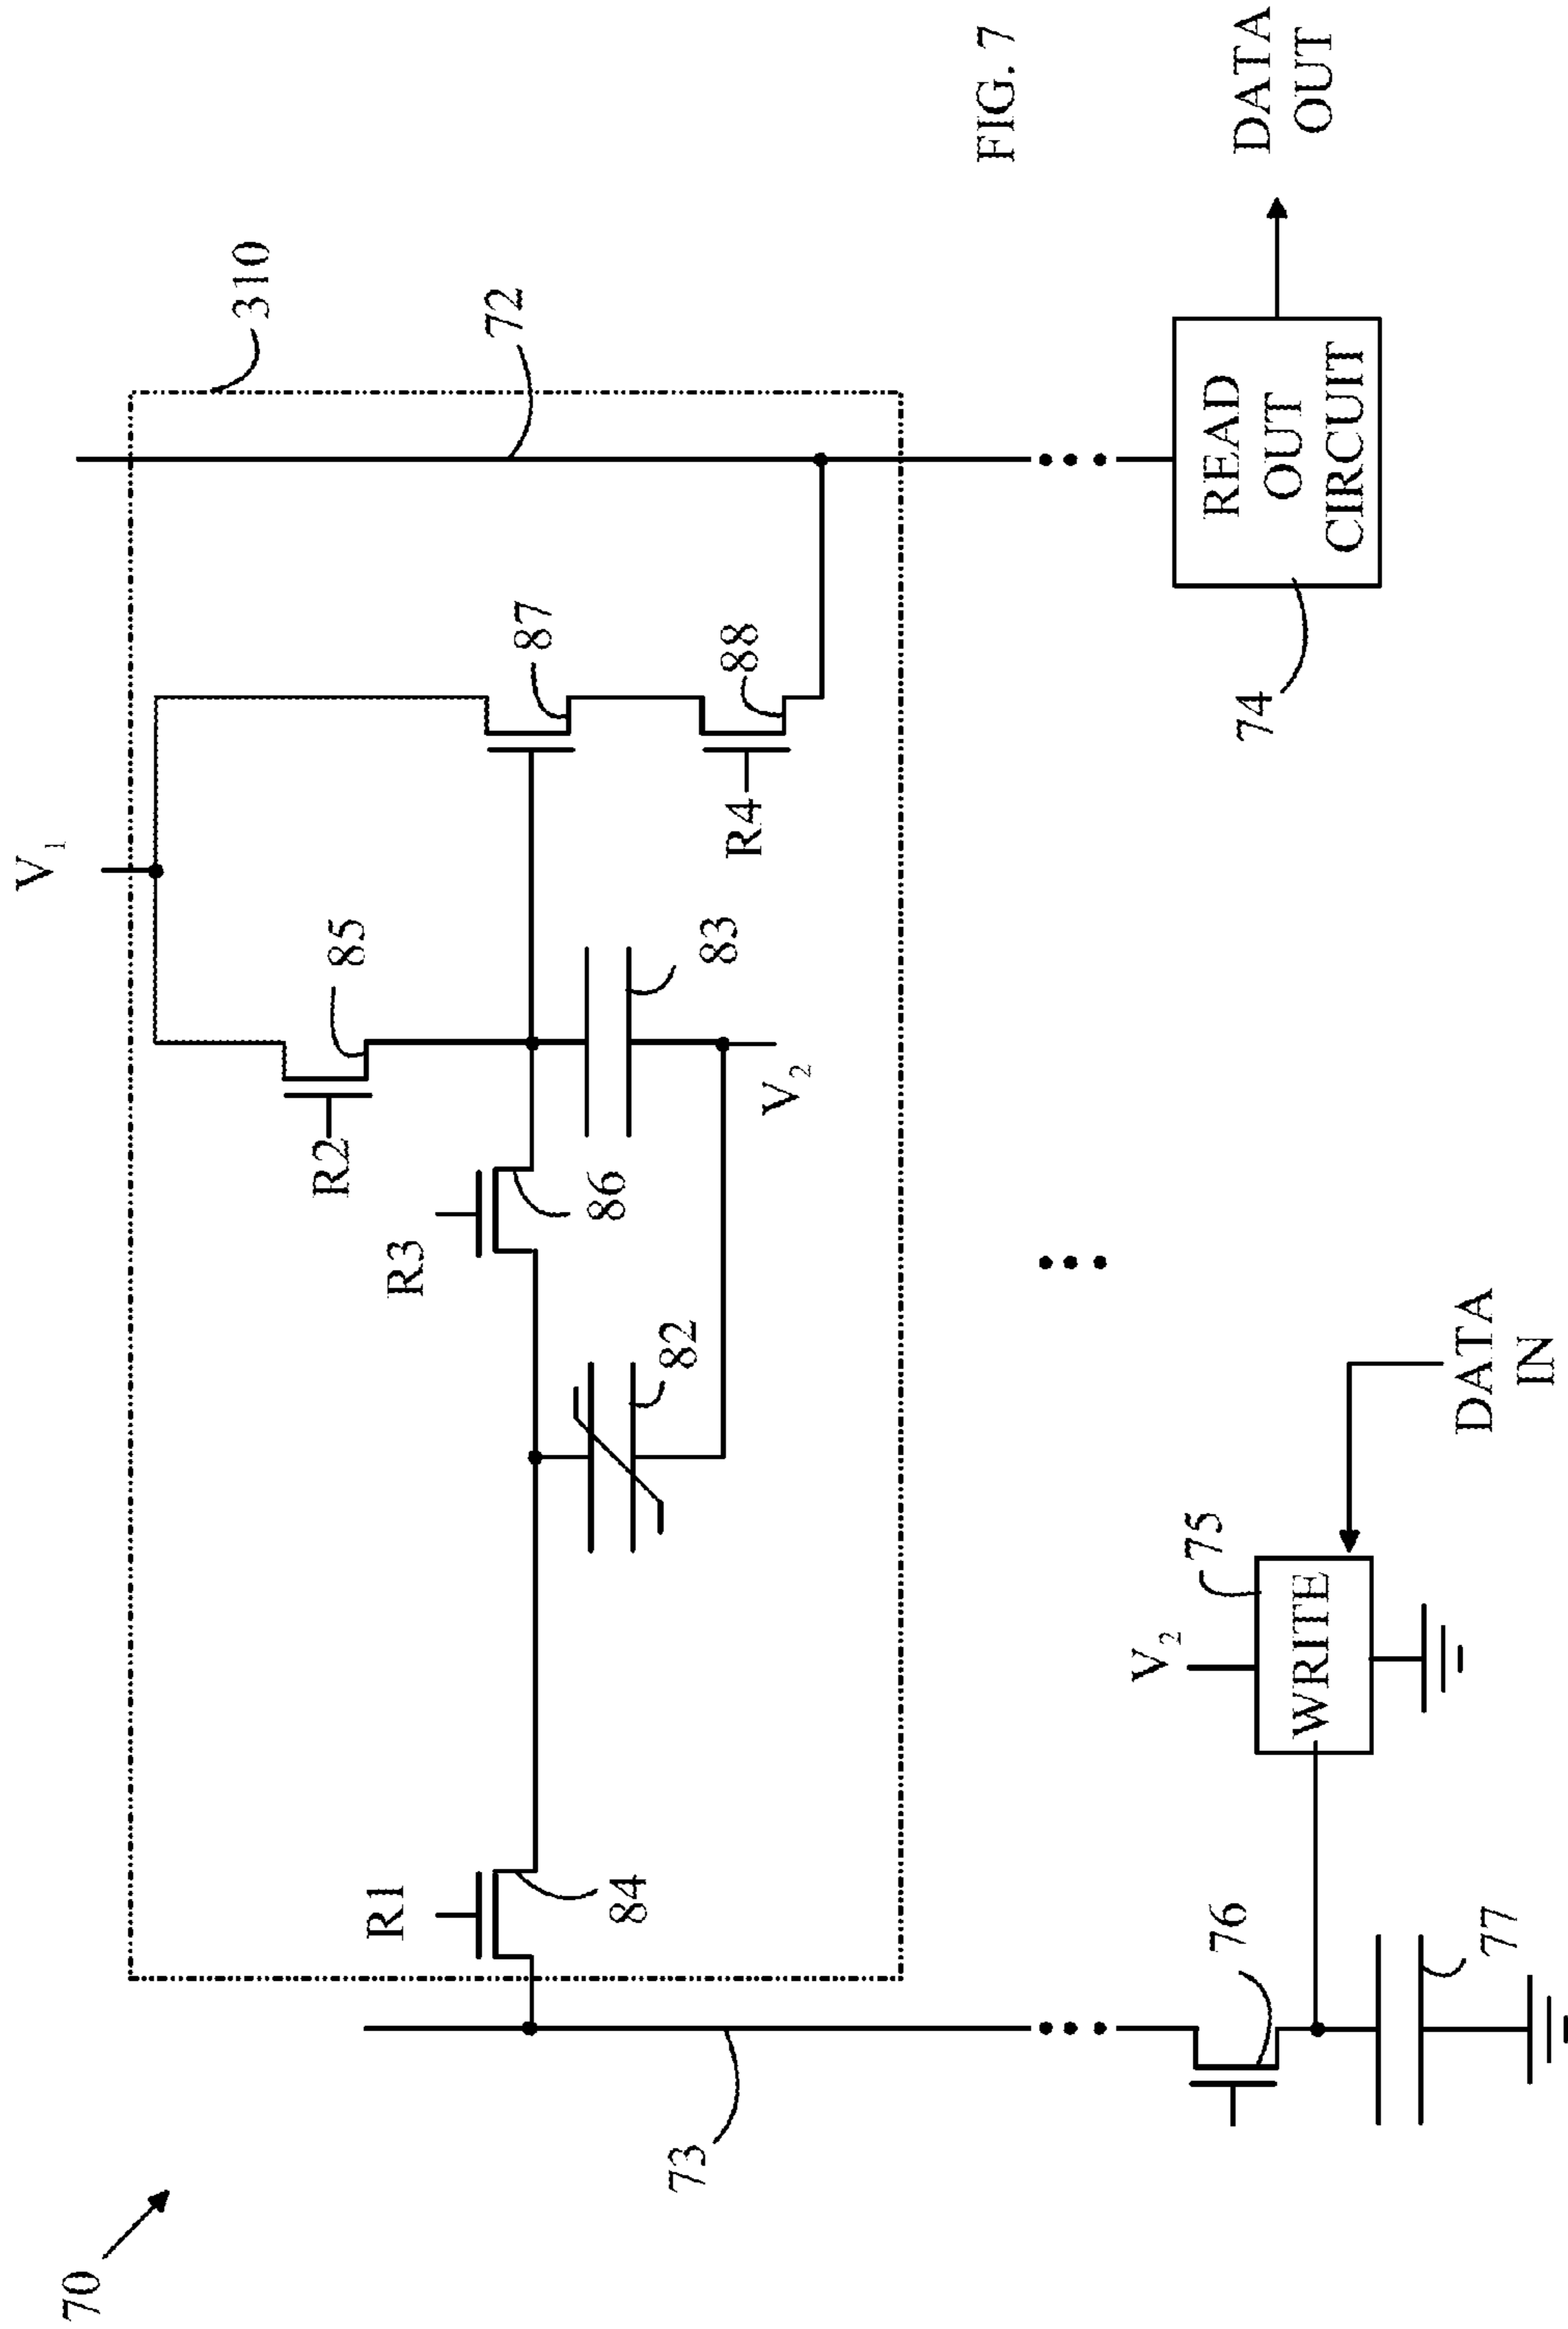 70
V1
310
R2
85
72
R3
86
87
R1
84
82
83
R4
88
V2
73
FIG. 7
76
V2
75
WRITE
77
DATA
IN
74
READ
OUT
CIRCUIT
DATA
OUT